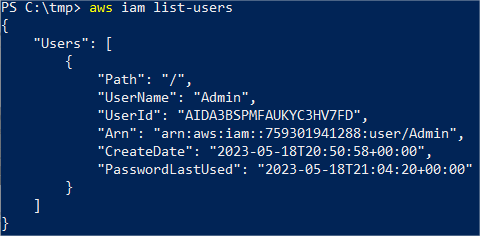 PS C:\tmp> aws iam list-users
{
    "Users": [
        {
            "Path": "/",
            "UserName": "Admin",
            "UserId": "AIDA3BSPMFAUKYC3HV7FD",
            "Arn": "arn:aws:iam::759301941288:user/Admin",
            "CreateDate": "2023-05-18T20:50:58+00:00",
            "PasswordLastUsed": "2023-05-18T21:04:20+00:00"
        }
    ]
}